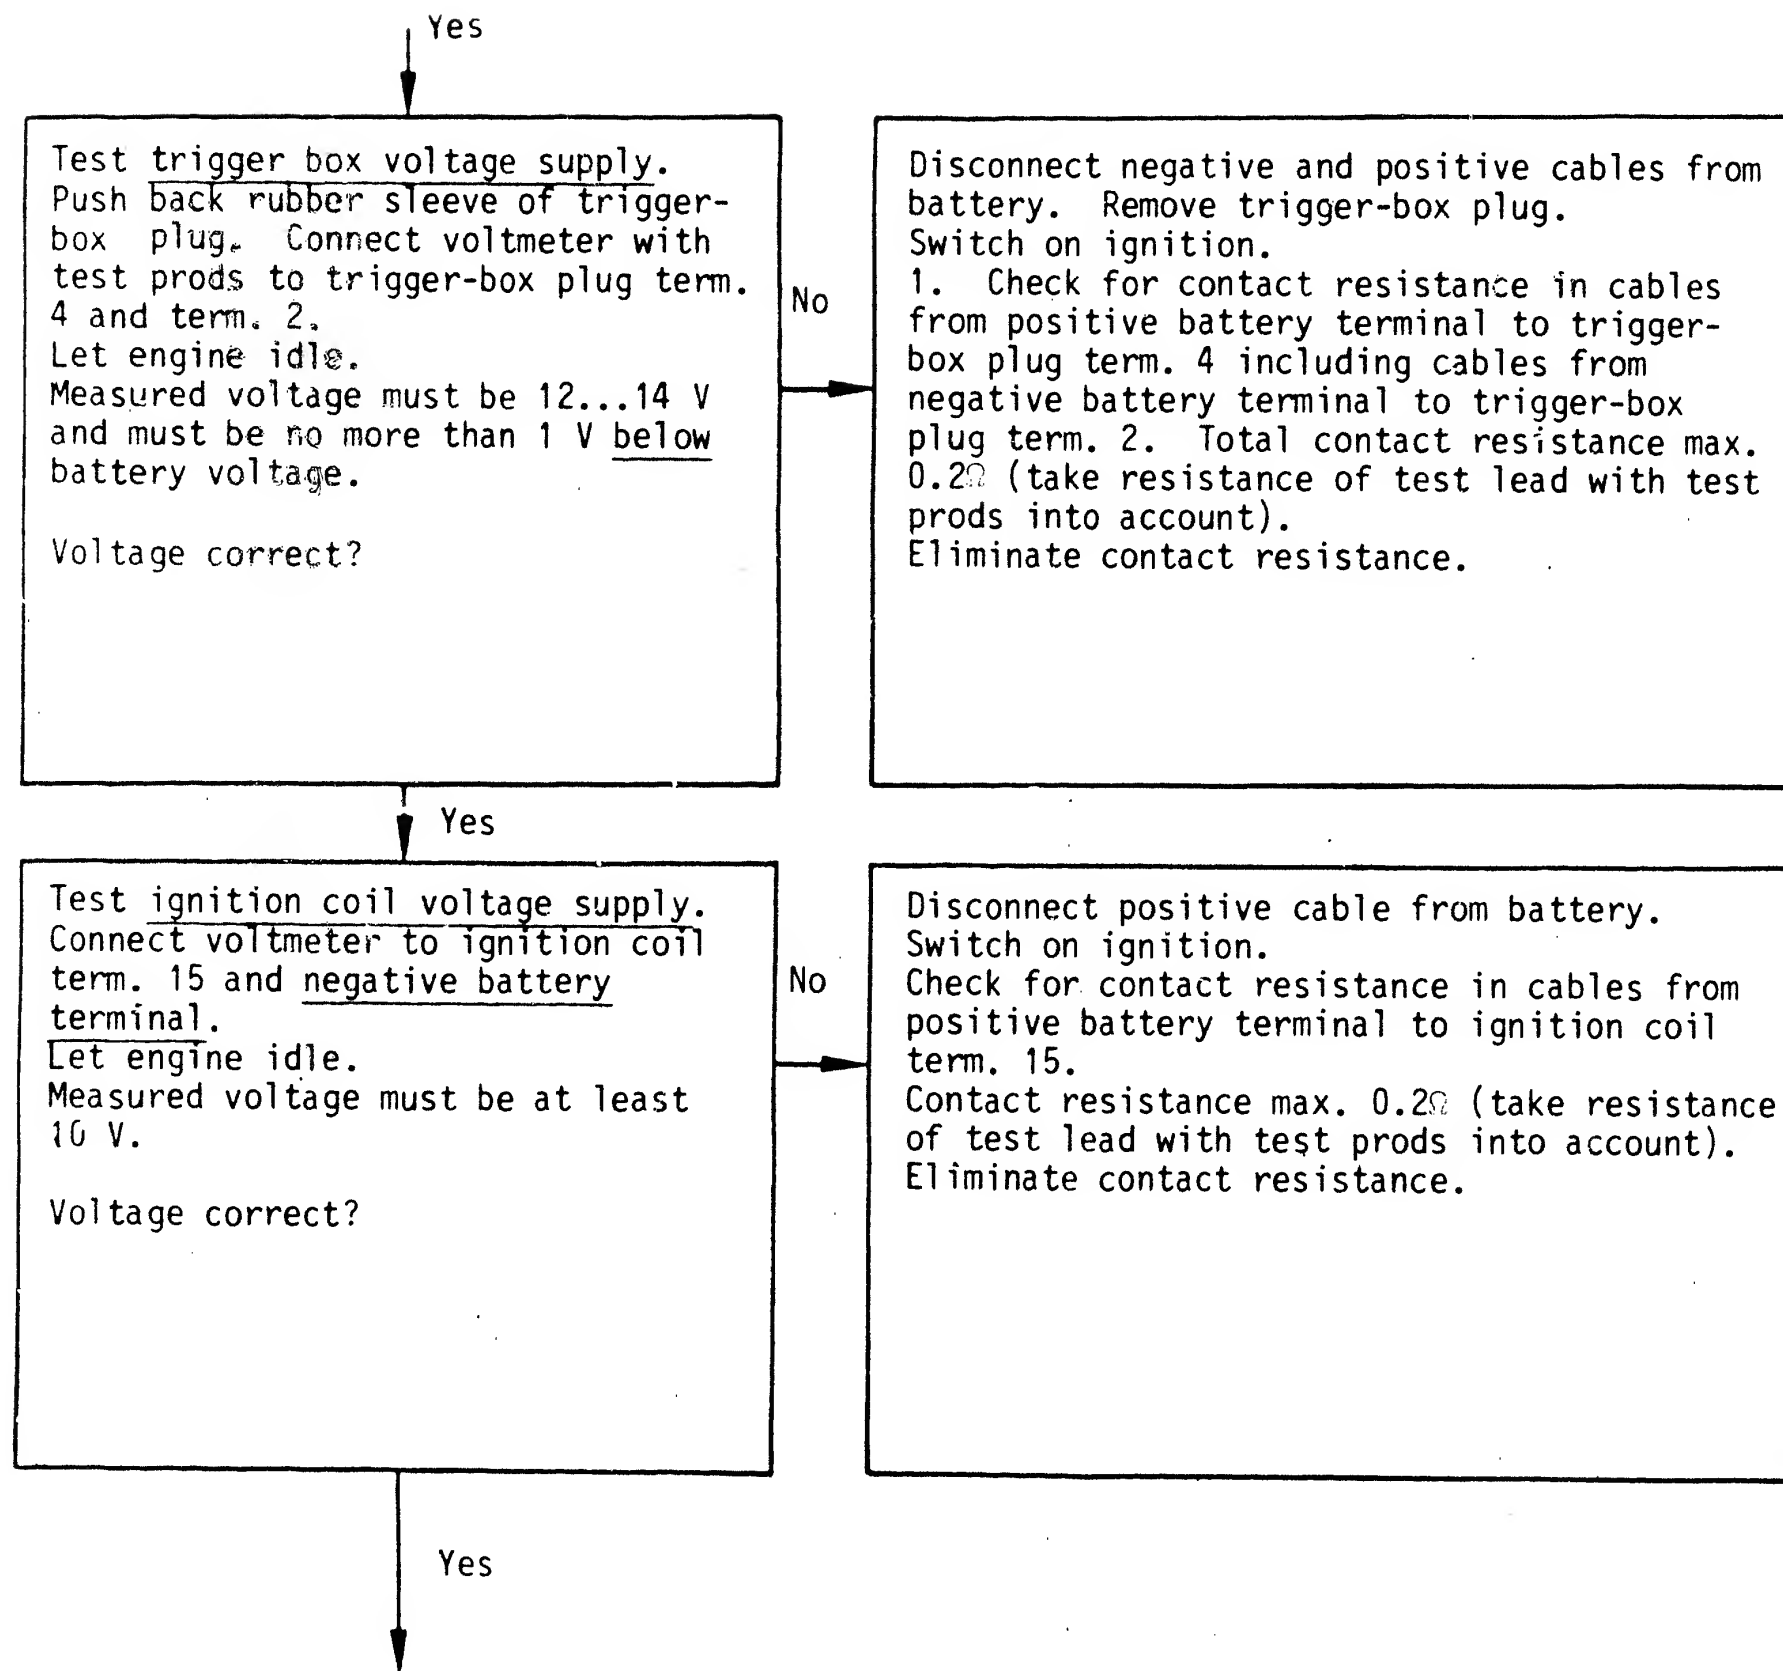 Yes
Test trigger box voltage supply.
Push back rubber sleeve of trigger-
box plug. Connect voltmeter with
test prods to trigger-box plug term.
4 and term. 2.
Let engine idle.
Measured voltage must be 12...14 V
and must be no more than 1 V below
battery voltage.
Voltage correct?
No
Disconnect negative and positive cables from
battery. Remove trigger-box plug.
Switch on ignition.
1. Check for contact resistance in cables
from positive battery terminal to trigger-
box plug term. 4 including cables from
negative battery terminal to trigger-box
plug term. 2. Total contact resistance max.
0.2Ω (take resistance of test lead with test
prods into account).
Eliminate contact resistance.
Yes
Test ignition coil voltage supply.
Connect voltmeter to ignition coil
term. 15 and negative battery
terminal.
Let engine idle.
Measured voltage must be at least
10 V.
Voltage correct?
No
Disconnect positive cable from battery.
Switch on ignition.
Check for contact resistance in cables from
positive battery terminal to ignition coil
term. 15.
Contact resistance max. 0.2Ω (take resistance
of test lead with test prods into account).
Eliminate contact resistance.
Yes